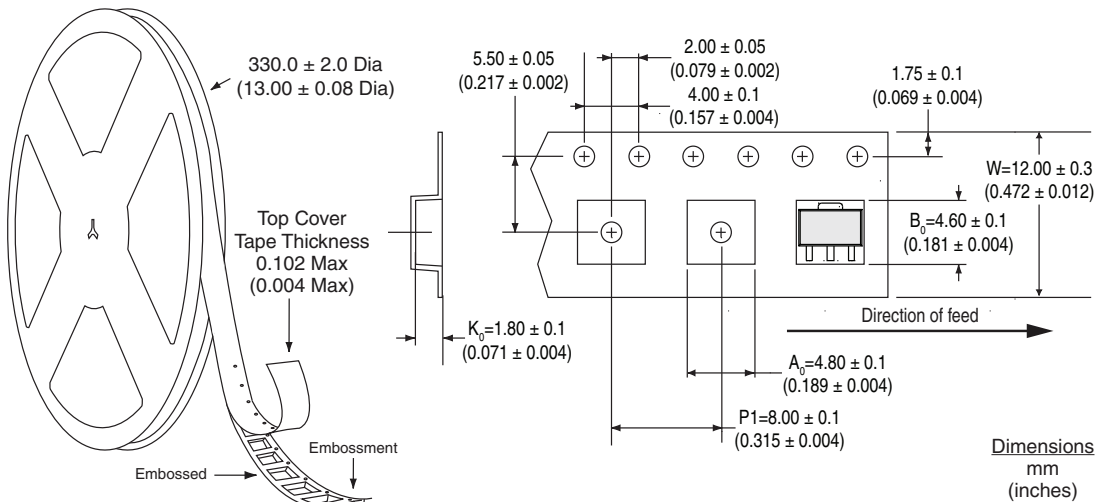 330.0 ± 2.0 Dia
(13.00 ± 0.08 Dia)
Top Cover
Tape Thickness
0.102 Max
(0.004 Max)
Embossed
Embossment
5.50 ± 0.05
(0.217 ± 0.002)
2.00 ± 0.05
(0.079 ± 0.002)
4.00 ± 0.1
(0.157 ± 0.004)
1.75 ± 0.1
(0.069 ± 0.004)
W=12.00 ± 0.3
(0.472 ± 0.012)
B₀=4.60 ± 0.1
(0.181 ± 0.004)
Direction of feed
K₀=1.80 ± 0.1
(0.071 ± 0.004)
A₀=4.80 ± 0.1
(0.189 ± 0.004)
P1=8.00 ± 0.1
(0.315 ± 0.004)
Dimensions
mm
(inches)